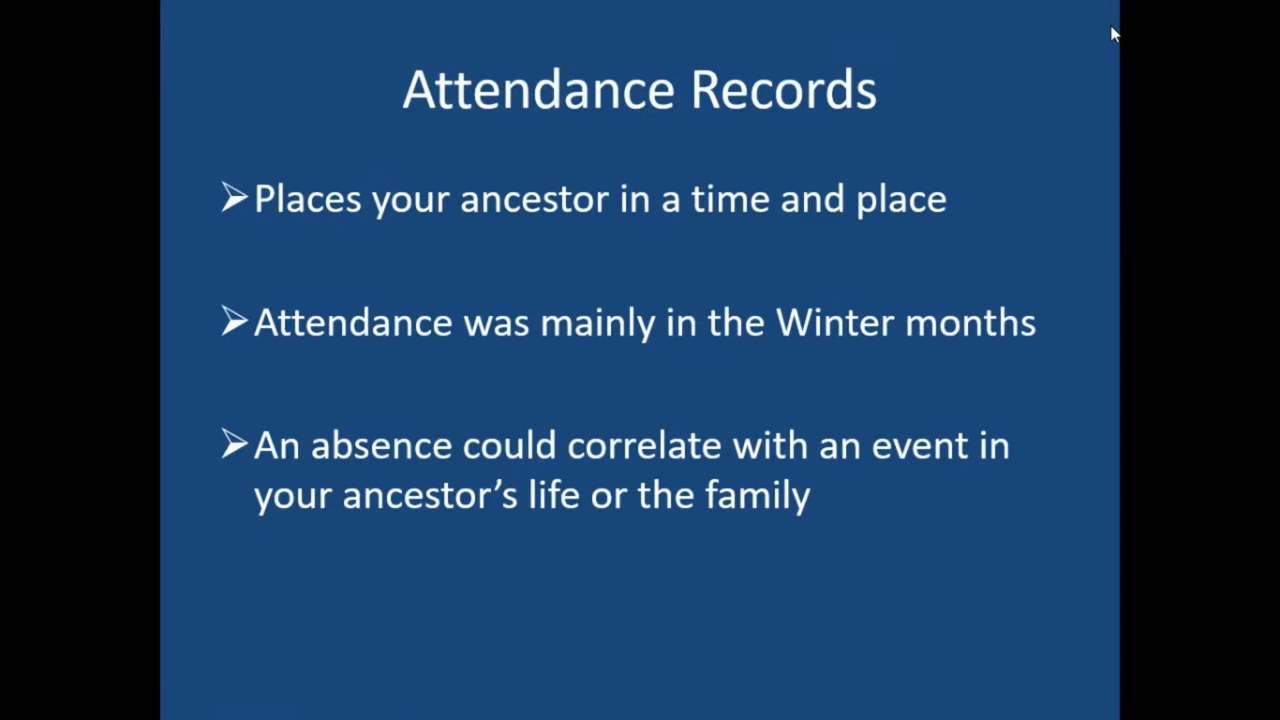 Attendance Records
➢Places your ancestor in a time and place
➢Attendance was mainly in the Winter months
➢An absence could correlate with an event in
your ancestor’s life or the family